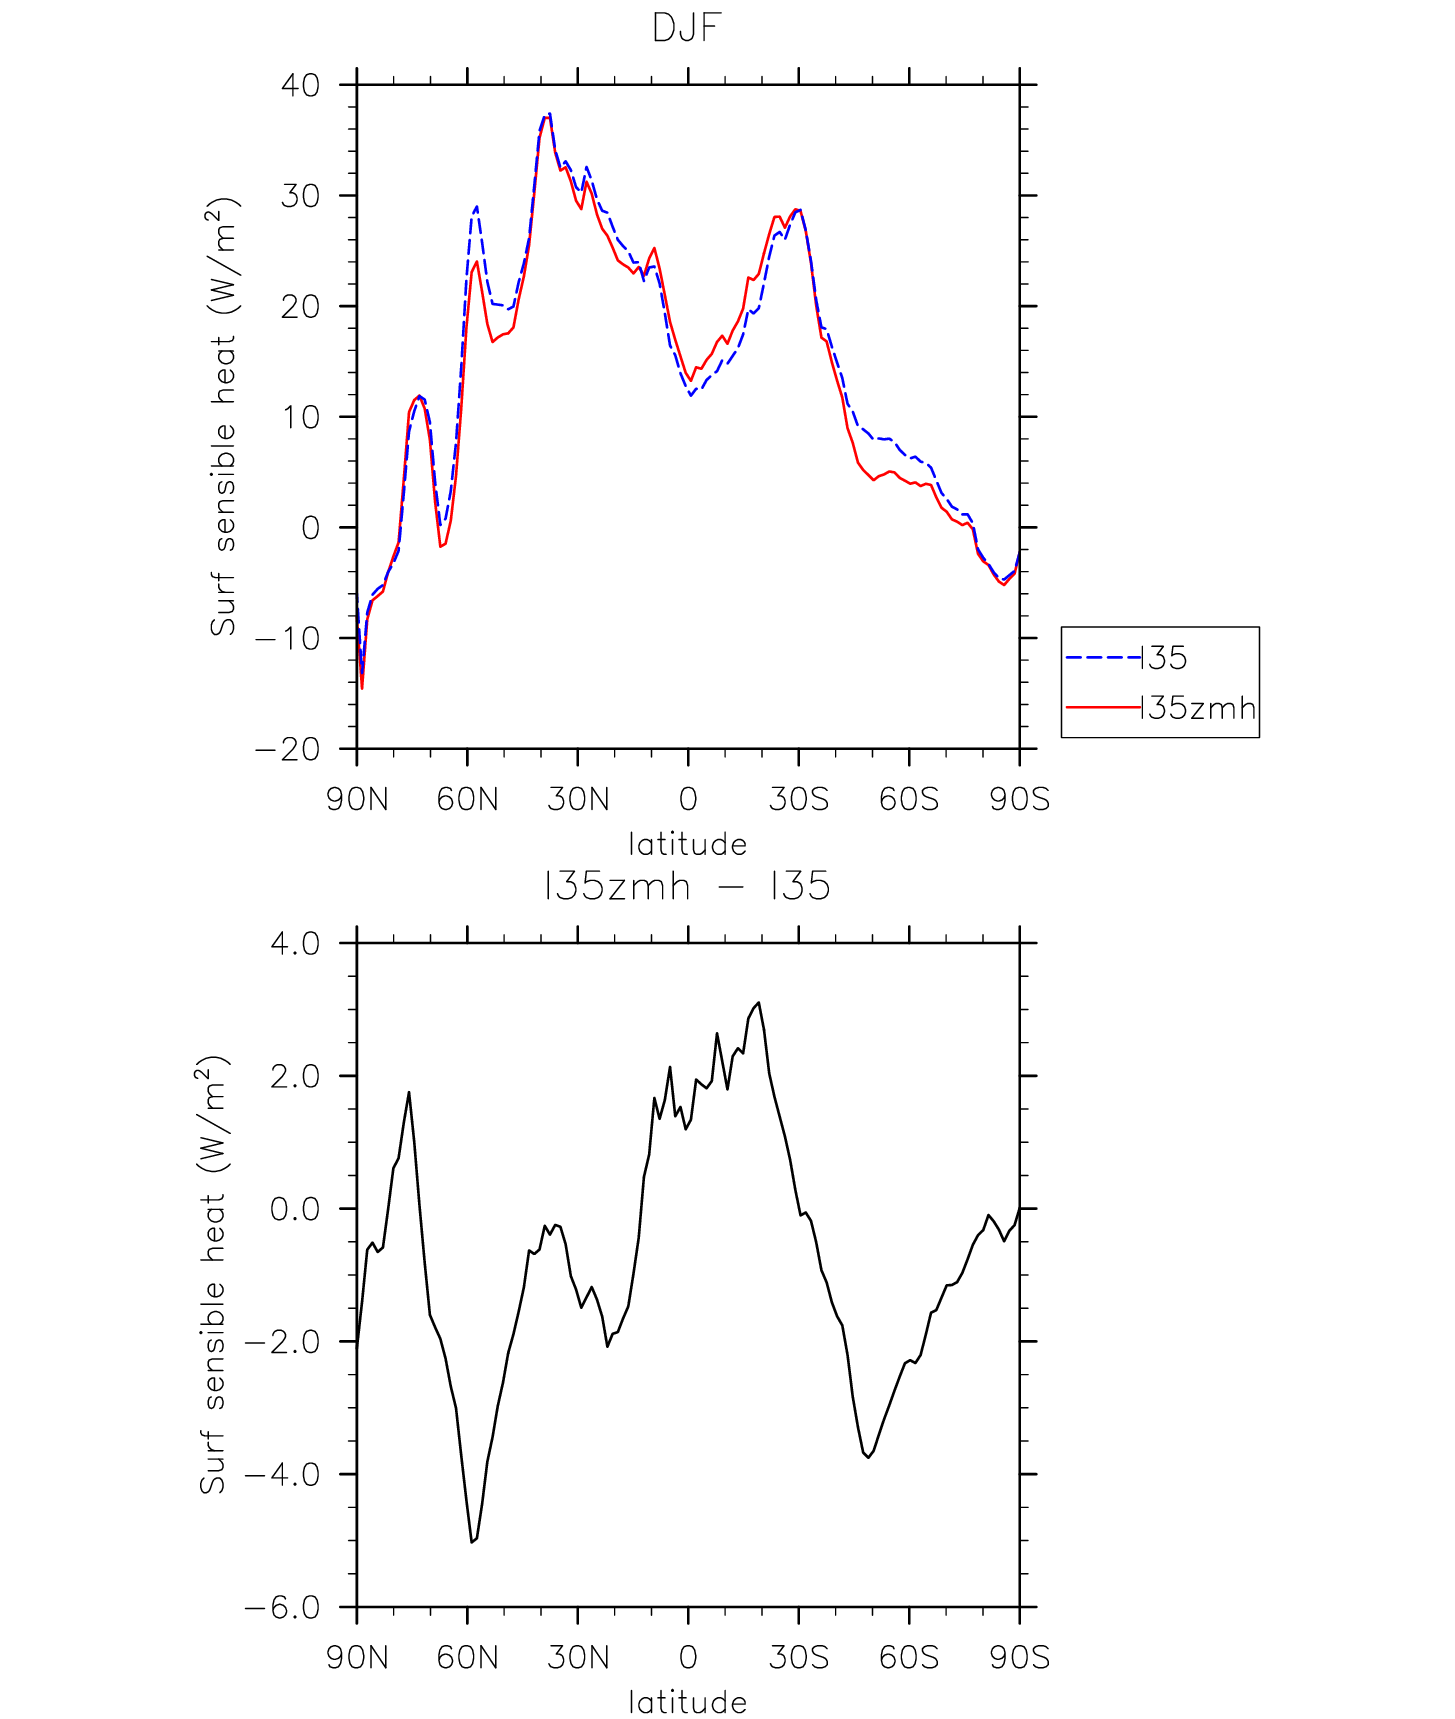 DJF
Surf sensible heat (W/m²)
40
30
20
10
0
−10
−20
90N 60N 30N 0 30S 60S 90S
latitude
I35
I35zmh
I35zmh − I35
Surf sensible heat (W/m²)
4.0
2.0
0.0
−2.0
−4.0
−6.0
90N 60N 30N 0 30S 60S 90S
latitude